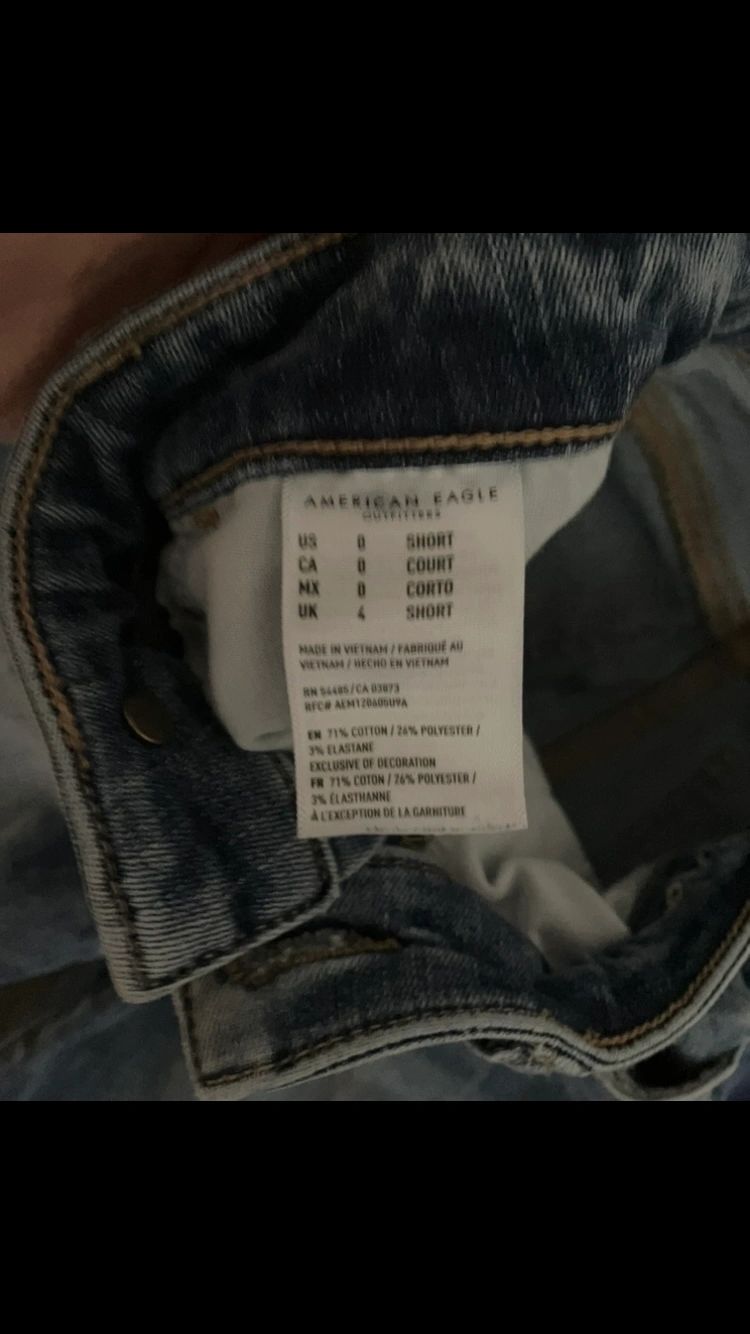 AMERICAN EAGLE
OUTFITTERS
US 0 SHORT
CA 0 COURT
MX 0 CORTO
UK 4 SHORT
MADE IN VIETNAM / FABRIQUÉ AU
VIETNAM / HECHO EN VIETNAM
RN 54485/CA 03873
RFC# AEM120605U9A
EN 71% COTTON / 26% POLYESTER /
3% ELASTANE
EXCLUSIVE OF DECORATION
FR 71% COTON / 26% POLYESTER /
3% ÉLASTHANNE
À L'EXCEPTION DE LA GARNITURE